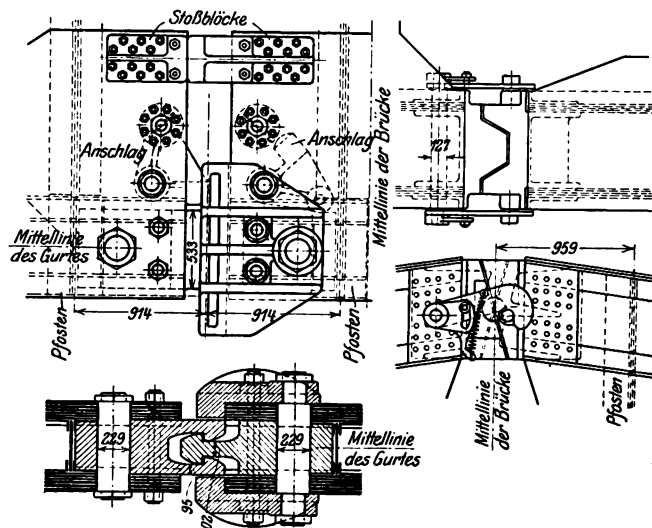 Stoßblöcke
Anschlag
Anschlag
Mittellinie
des Gurtes
533
914
914
Pfosten
Pfosten
Mittellinie der Brücke
127
959
Mittellinie
der Brücke
Pfosten
229
229
Mittellinie
des Gurtes
95